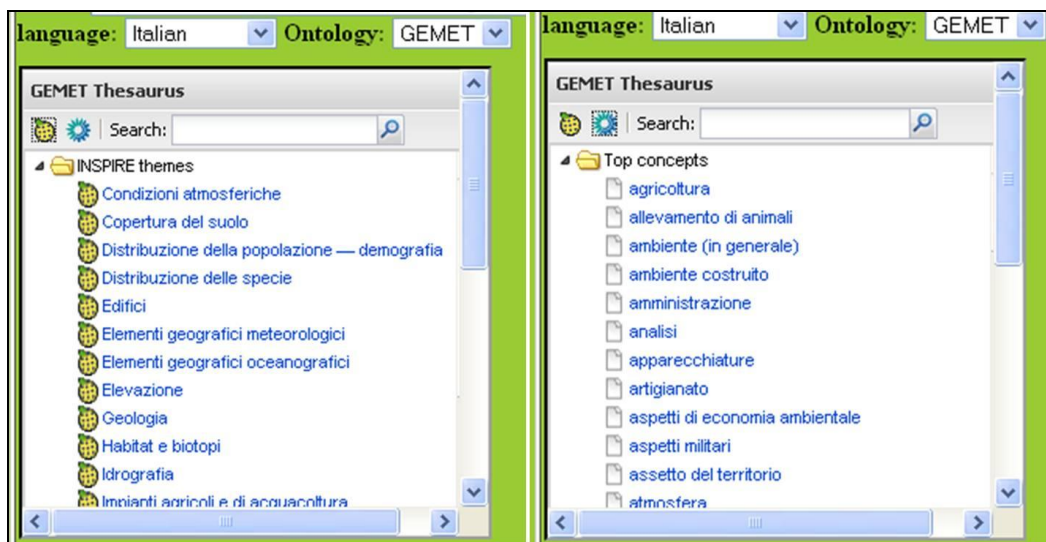 language: Italian Ontology: GEMET
GEMET Thesaurus
Search:
INSPIRE themes
Condizioni atmosferiche
Copertura del suolo
Distribuzione della popolazione — demografia
Distribuzione delle specie
Edifici
Elementi geografici meteorologici
Elementi geografici oceanografici
Elevazione
Geologia
Habitat e biotopi
Idrografia
Impianti agricoli e di acquacoltura
language: Italian Ontology: GEMET
GEMET Thesaurus
Search:
Top concepts
agricoltura
allevamento di animali
ambiente (in generale)
ambiente costruito
amministrazione
analisi
apparecchiature
artigianato
aspetti di economia ambientale
aspetti militari
assetto del territorio
atmosfera